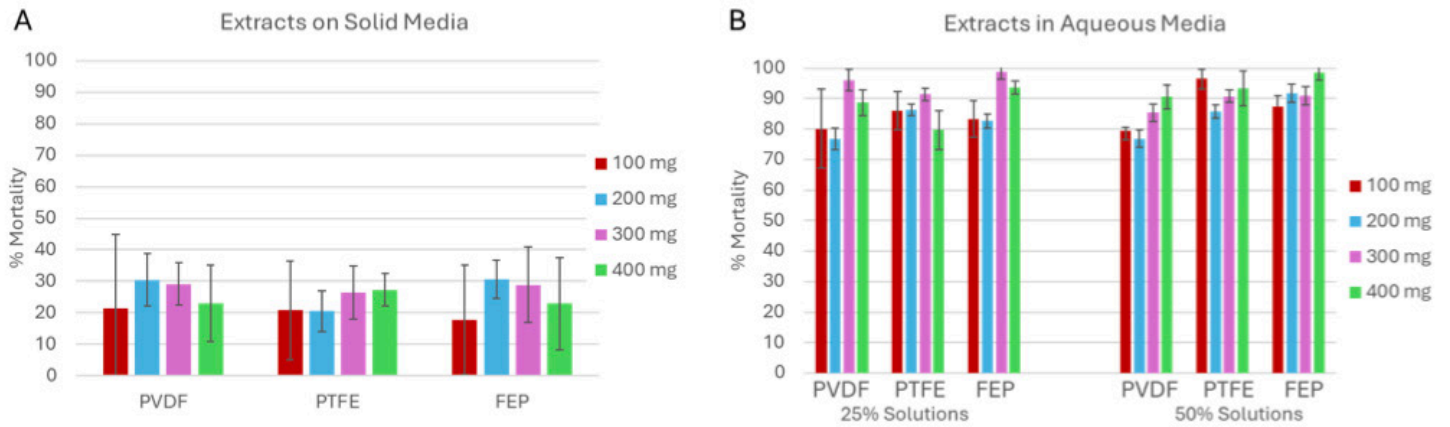 A
Extracts on Solid Media
% Mortality
100
90
80
70
60
50
40
30
20
10
0
PVDF
PTFE
FEP
100 mg
200 mg
300 mg
400 mg
B
Extracts in Aqueous Media
% Mortality
100
90
80
70
60
50
40
30
20
10
0
PVDF PTFE FEP
25% Solutions
PVDF PTFE FEP
50% Solutions
100 mg
200 mg
300 mg
400 mg